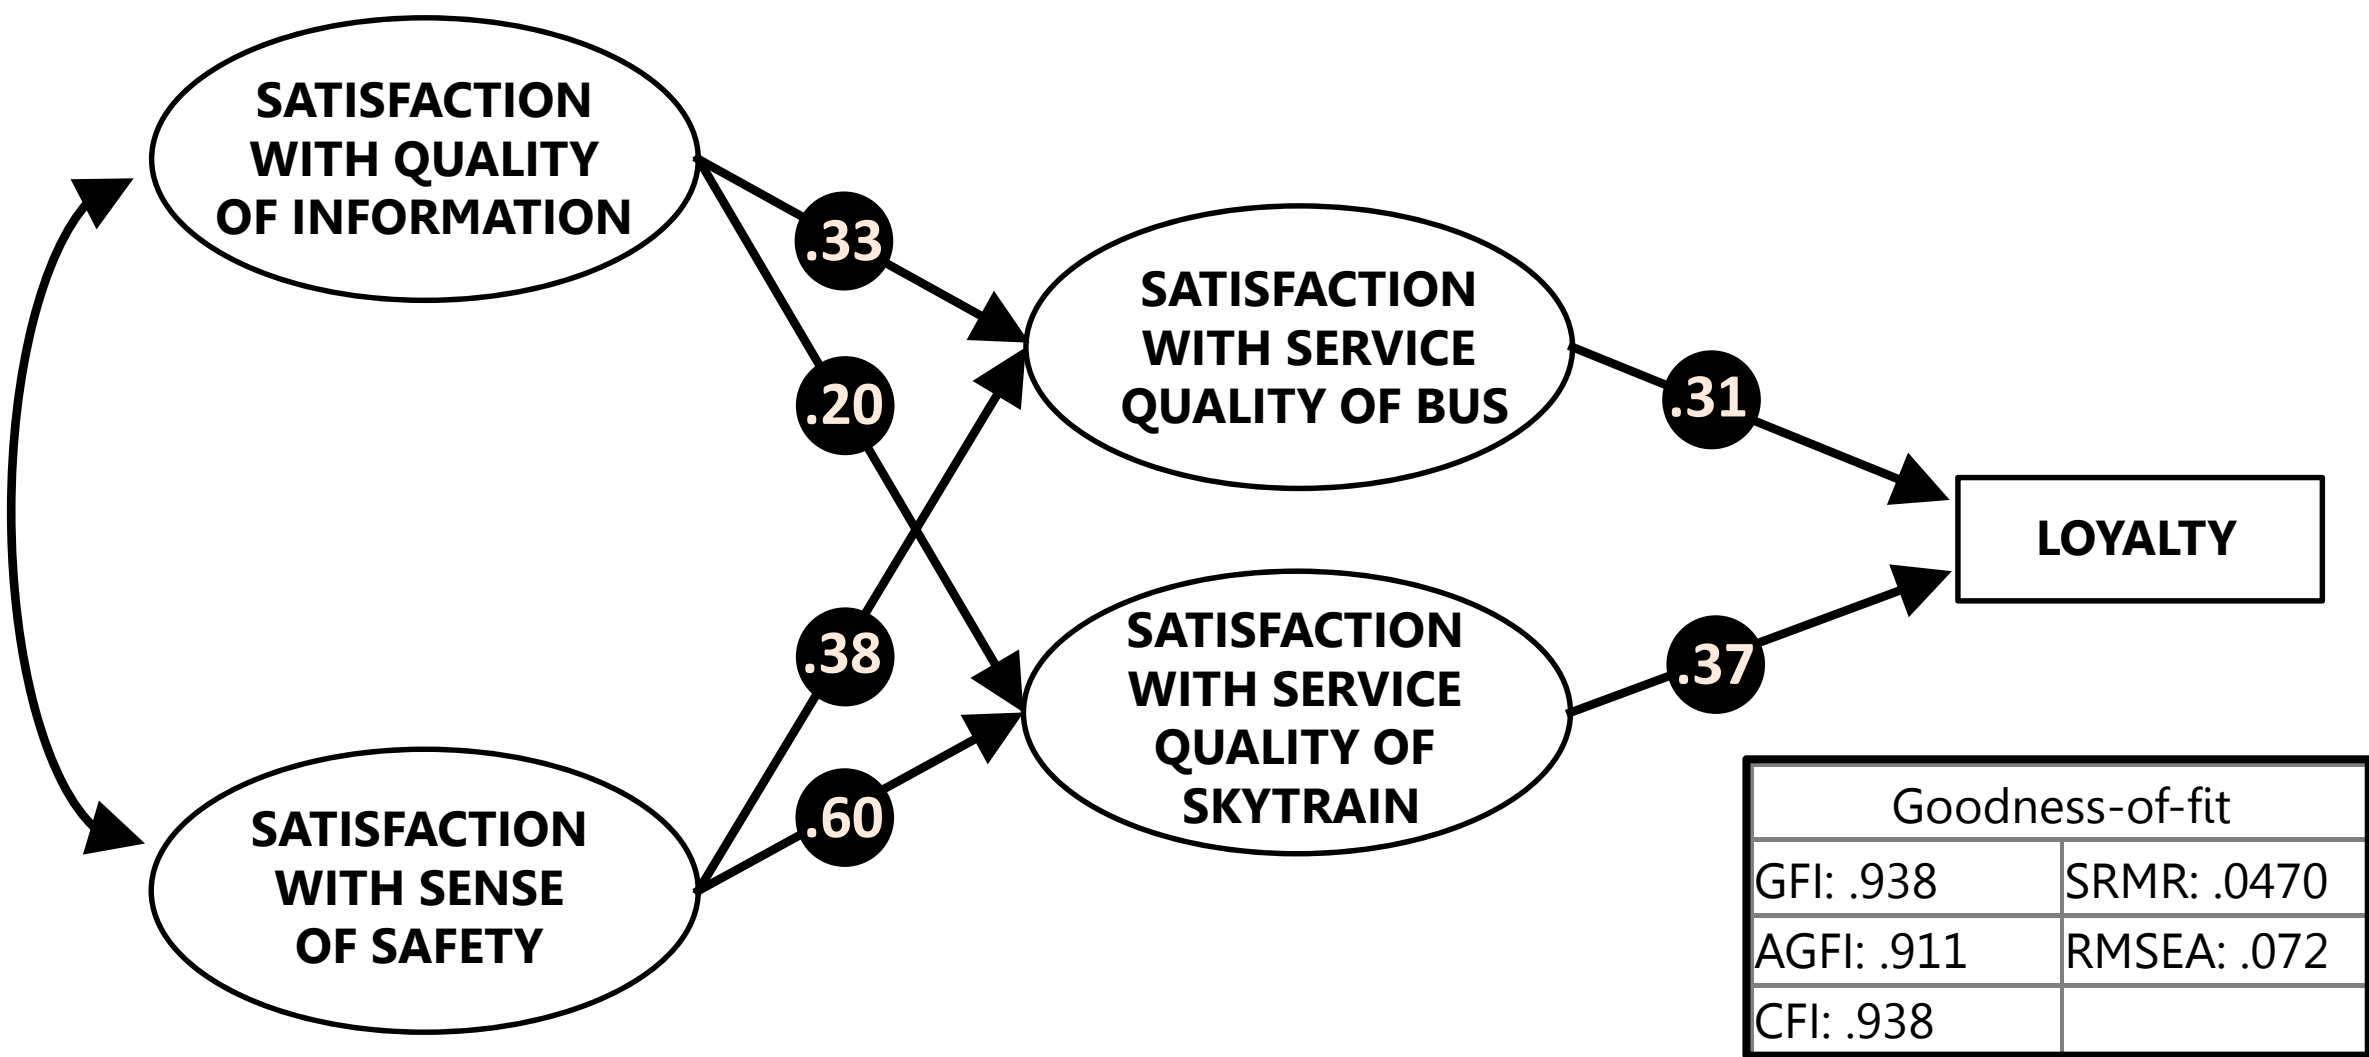 SATISFACTION
WITH QUALITY
OF INFORMATION
.33
.20
.38
.60
SATISFACTION
WITH SENSE
OF SAFETY
SATISFACTION
WITH SERVICE
QUALITY OF BUS
SATISFACTION
WITH SERVICE
QUALITY OF
SKYTRAIN
.31
.37
LOYALTY
Goodness-of-fit
GFI: .938 SRMR: .0470
AGFI: .911 RMSEA: .072
CFI: .938